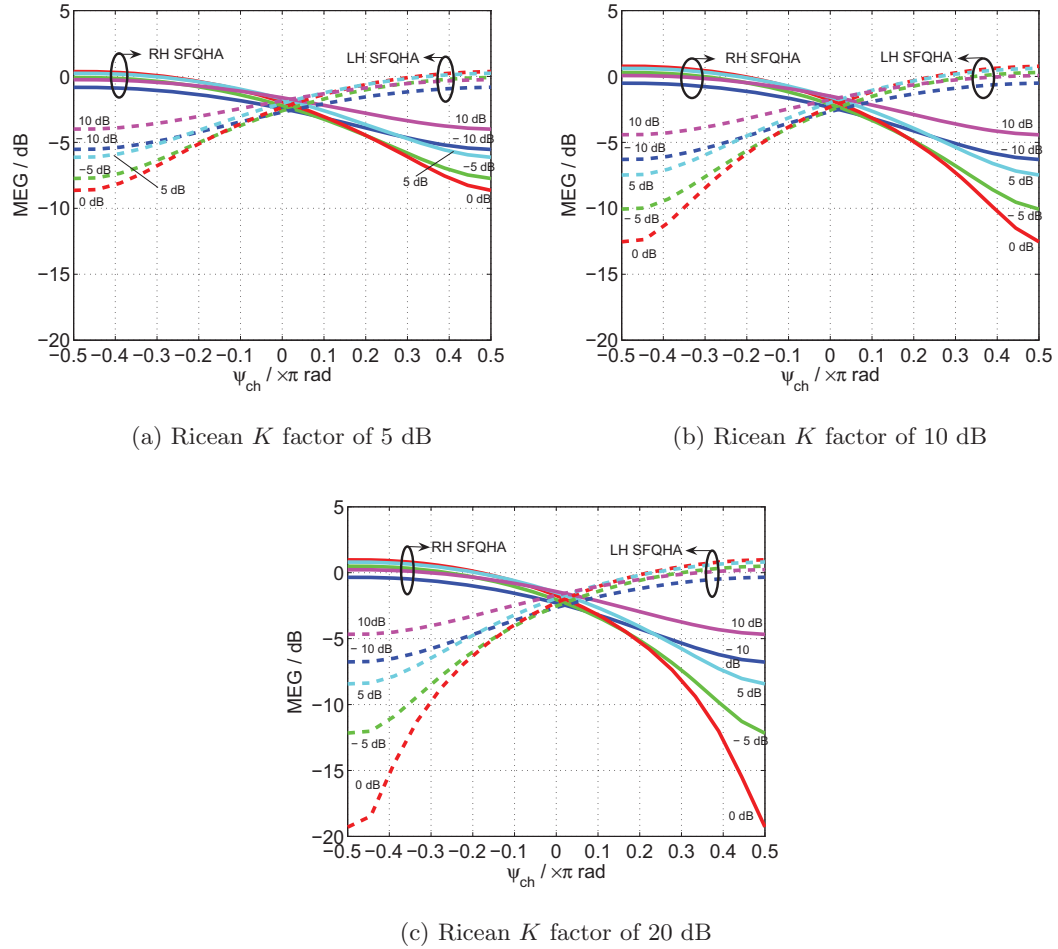 5
0
−5
−10
−15
−20
MEG / dB
RH SFQHA
LH SFQHA
10 dB
− 10 dB
−5 dB
5 dB
0 dB
10 dB
− 10 dB
−5 dB
5 dB
0 dB
−0.5 −0.4 −0.3 −0.2 −0.1 0 0.1 0.2 0.3 0.4 0.5
ψch / ×π rad
(a) Ricean K factor of 5 dB
5
0
−5
−10
−15
−20
MEG / dB
RH SFQHA
LH SFQHA
10 dB
− 10 dB
5 dB
− 5 dB
0 dB
10 dB
− 10 dB
5 dB
− 5 dB
0 dB
−0.5 −0.4 −0.3 −0.2 −0.1 0 0.1 0.2 0.3 0.4 0.5
ψch / ×π rad
(b) Ricean K factor of 10 dB
5
0
−5
−10
−15
−20
MEG / dB
RH SFQHA
LH SFQHA
10dB
− 10 dB
5 dB
− 5 dB
0 dB
10 dB
− 10
dB
5 dB
− 5 dB
0 dB
−0.5 −0.4 −0.3 −0.2 −0.1 0 0.1 0.2 0.3 0.4 0.5
ψch / ×π rad
(c) Ricean K factor of 20 dB